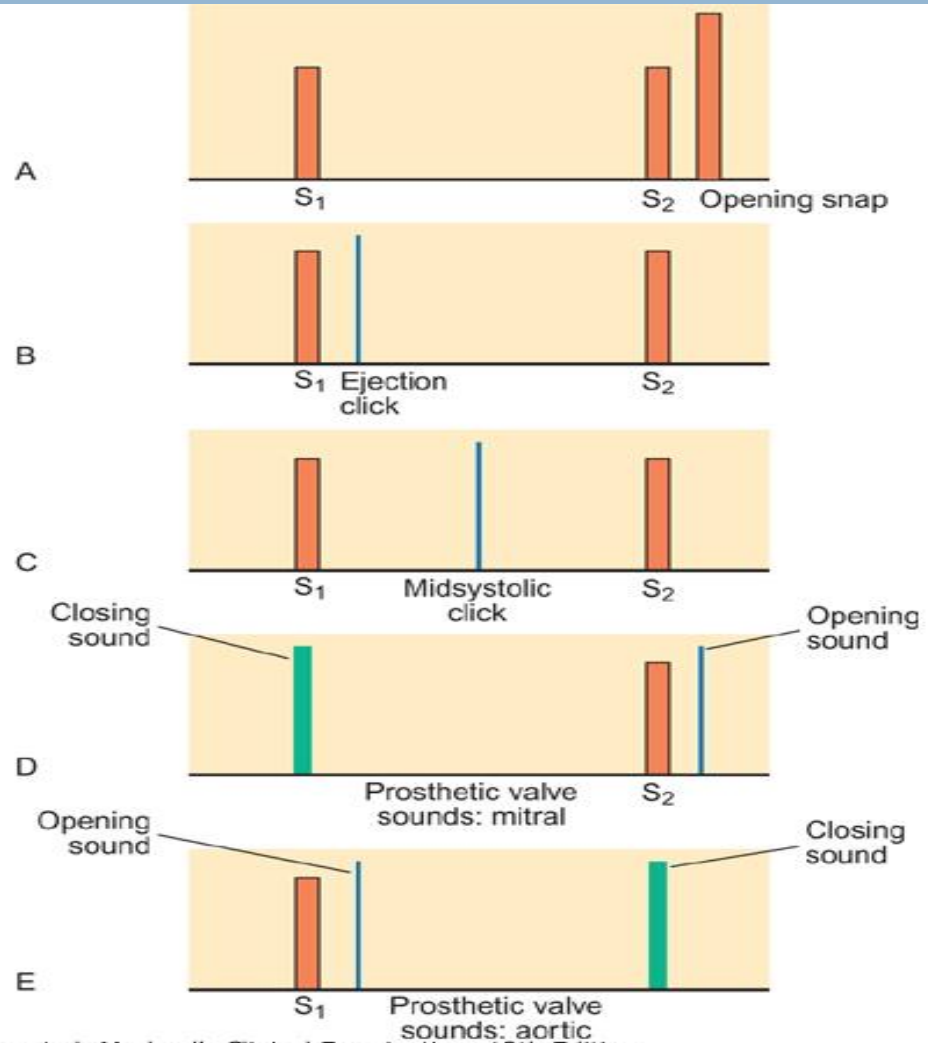 A
S1
S2 Opening snap
B
S1 Ejection
click
S2
C
S1
Midsystolic
click
S2
Closing
sound
Opening
sound
D
Prosthetic valve
sounds: mitral
S2
Opening
sound
Closing
sound
E
S1
Prosthetic valve
sounds: aortic